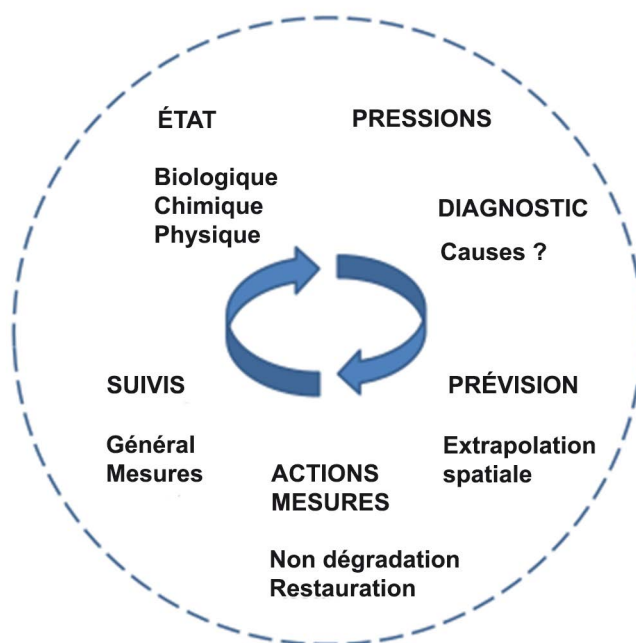 ÉTAT
PRESSIONS
Biologique
Chimique
Physique
DIAGNOSTIC
Causes ?
SUIVIS
PRÉVISION
Général
Mesures
Extrapolation
spatiale
ACTIONS
MESURES
Non dégradation
Restauration